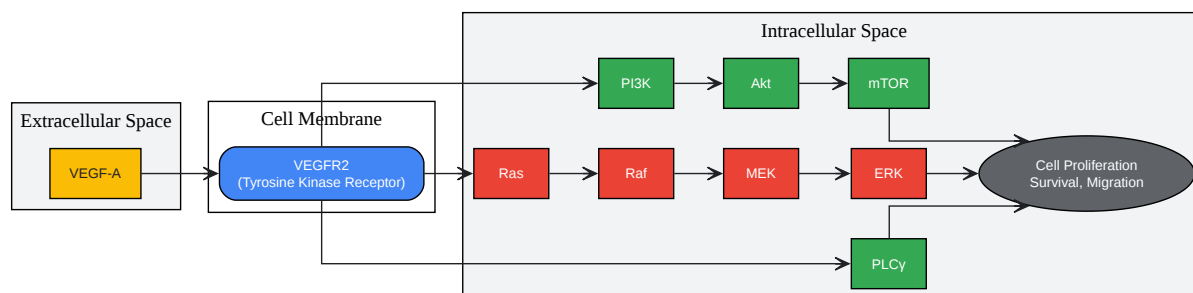 Intracellular Space
PI3K
Akt
mTOR
Extracellular Space
Cell Membrane
VEGF-A
VEGFR2
(Tyrosine Kinase Receptor)
Ras
Raf
MEK
ERK
Cell Proliferation
Survival, Migration
PLCγ